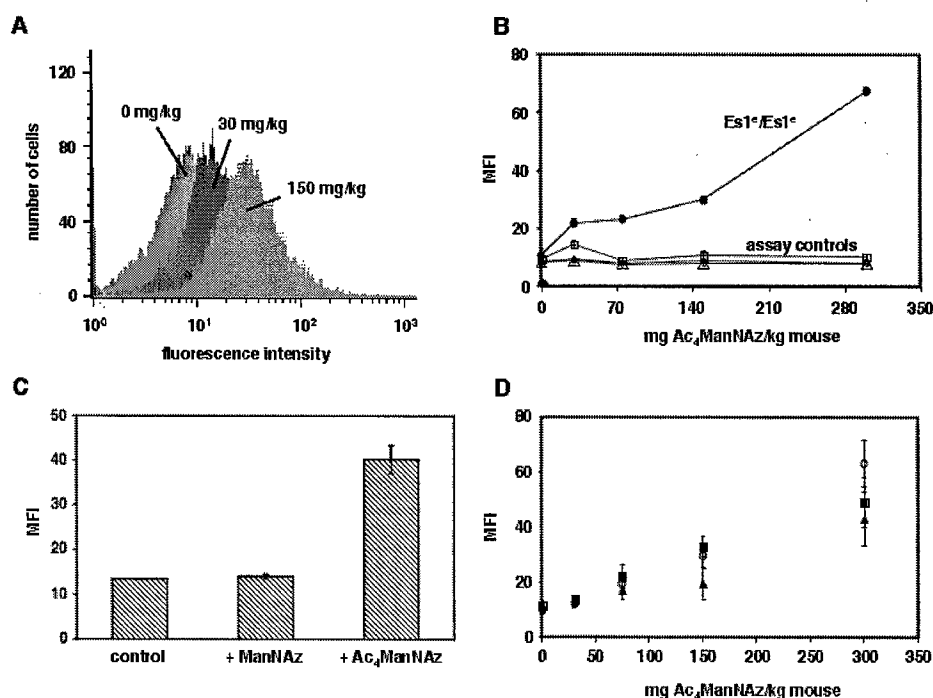 A
120
80
40
0
number of cells
0 mg/kg
30 mg/kg
150 mg/kg
10⁰
10¹
10²
10³
fluorescence intensity
B
80
60
40
20
0
MFI
Es1ᵉ/Es1ᵉ
assay controls
0
70
140
210
280
350
mg Ac₄ManNAz/kg mouse
C
50
40
30
20
10
0
MFI
control
+ ManNAz
+ Ac₄ManNAz
D
80
60
40
20
0
MFI
0
50
100
150
200
250
300
350
mg Ac₄ManNAz/kg mouse